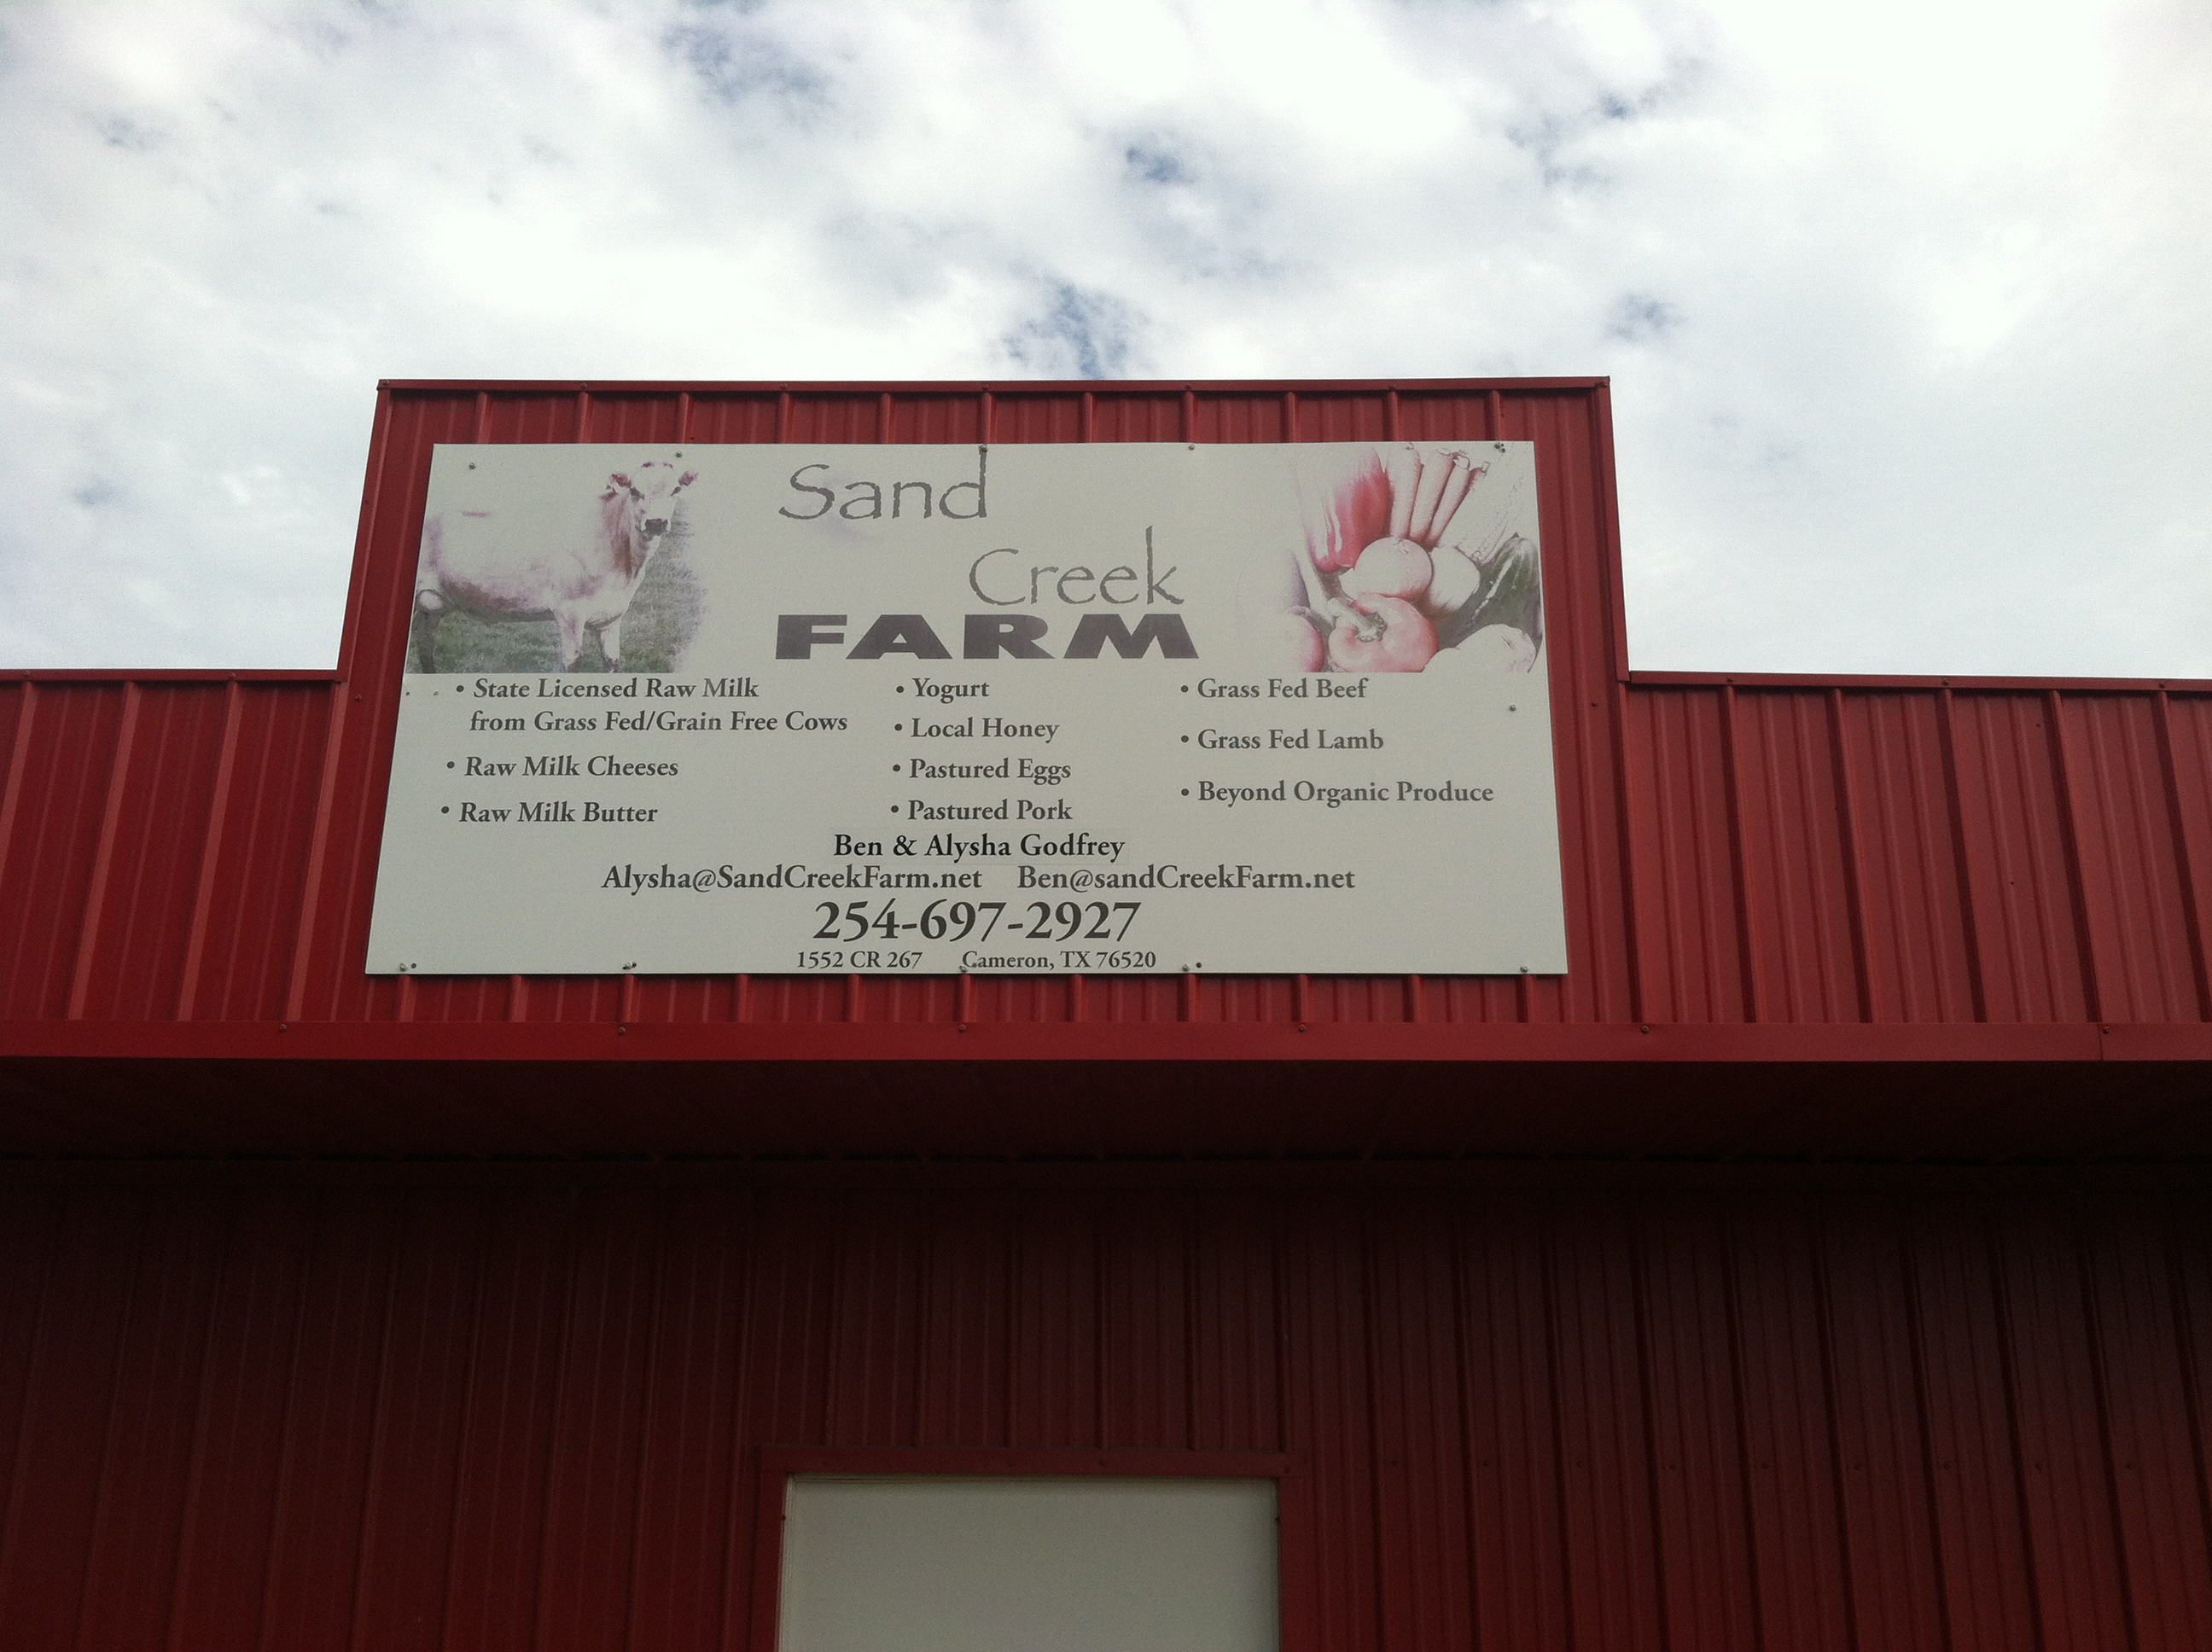 Sand
Creek
FARM
• State Licensed Raw Milk
from Grass Fed/Grain Free Cows
• Raw Milk Cheeses
• Raw Milk Butter
• Yogurt
• Local Honey
• Pastured Eggs
• Pastured Pork
• Grass Fed Beef
• Grass Fed Lamb
• Beyond Organic Produce
Ben & Alysha Godfrey
Alysha@SandCreekFarm.net Ben@sandCreekFarm.net
254-697-2927
1552 CR 267 Cameron, TX 76520